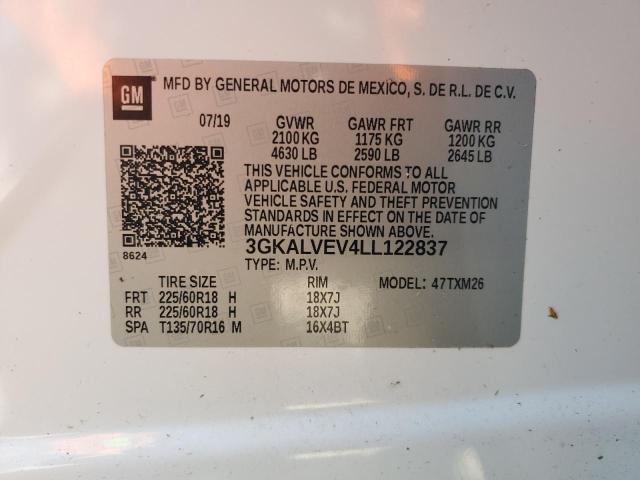 GM MFD BY GENERAL MOTORS DE MEXICO, S. DE R.L. DE C.V.
07/19 GVWR GAWR FRT GAWR RR
2100 KG 1175 KG 1200 KG
4630 LB 2590 LB 2645 LB
THIS VEHICLE CONFORMS TO ALL
APPLICABLE U.S. FEDERAL MOTOR
VEHICLE SAFETY AND THEFT PREVENTION
STANDARDS IN EFFECT ON THE DATE OF
MANUFACTURE SHOWN ABOVE.
8624 3GKALVEV4LL122837
TYPE: M.P.V.
TIRE SIZE RIM MODEL: 47TXM26
FRT 225/60R18 H 18X7J
RR 225/60R18 H 18X7J
SPA T135/70R16 M 16X4BT